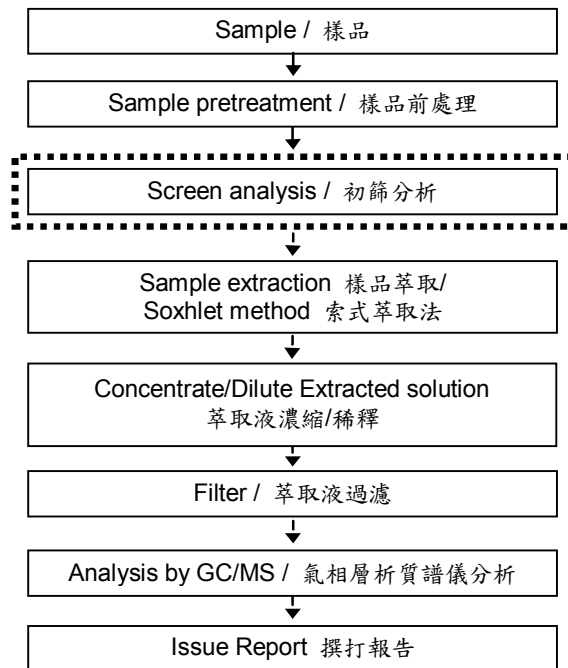 Sample / 樣品
Sample pretreatment / 樣品前處理
Screen analysis / 初篩分析
Sample extraction 樣品萃取/
Soxhlet method 索式萃取法
Concentrate/Dilute Extracted solution
萃取液濃縮/稀釋
Filter / 萃取液過濾
Analysis by GC/MS / 氣相層析質譜儀分析
Issue Report 撰打報告